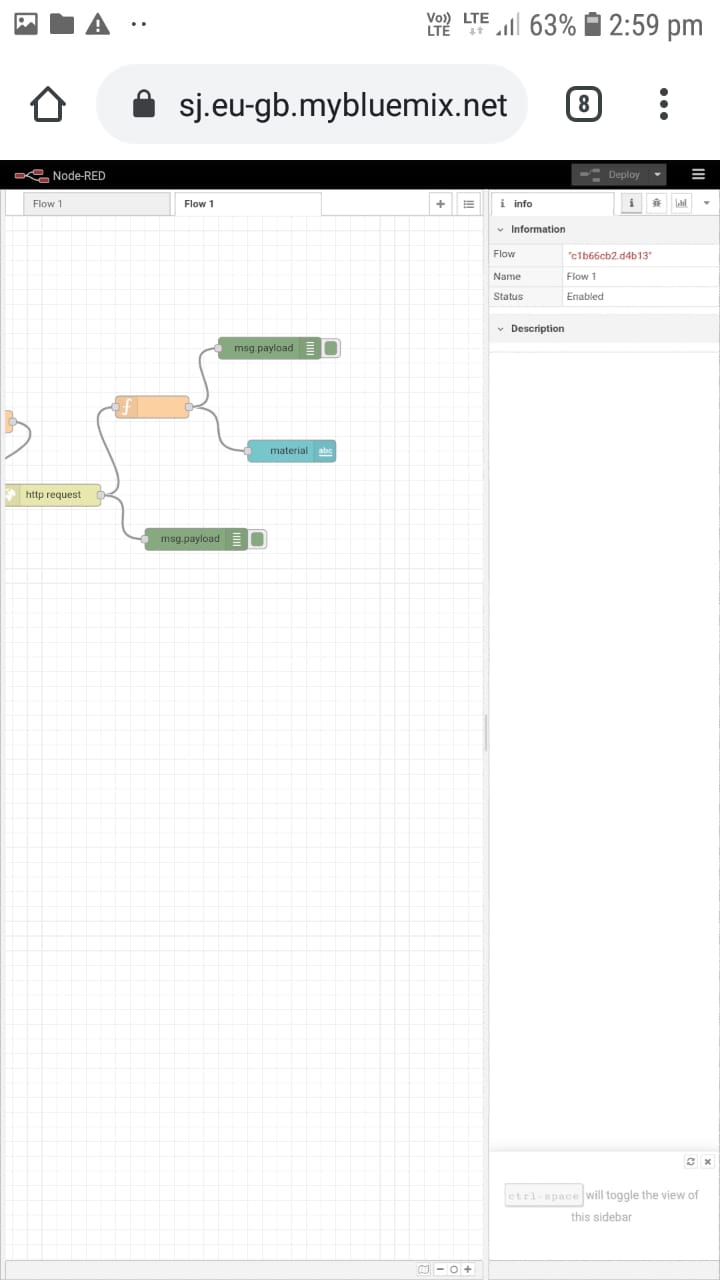 Vo)) LTE LTE 63% 2:59 pm
sj.eu-gb.mybluemix.net 8
Node-RED Deploy
Flow 1 Flow 1 i info i
Information
Flow "c1b66cb2.d4b13"
Name Flow 1
Status Enabled
Description
msg.payload
f
material abc
http request
msg.payload
ctrl-space will toggle the view of
this sidebar